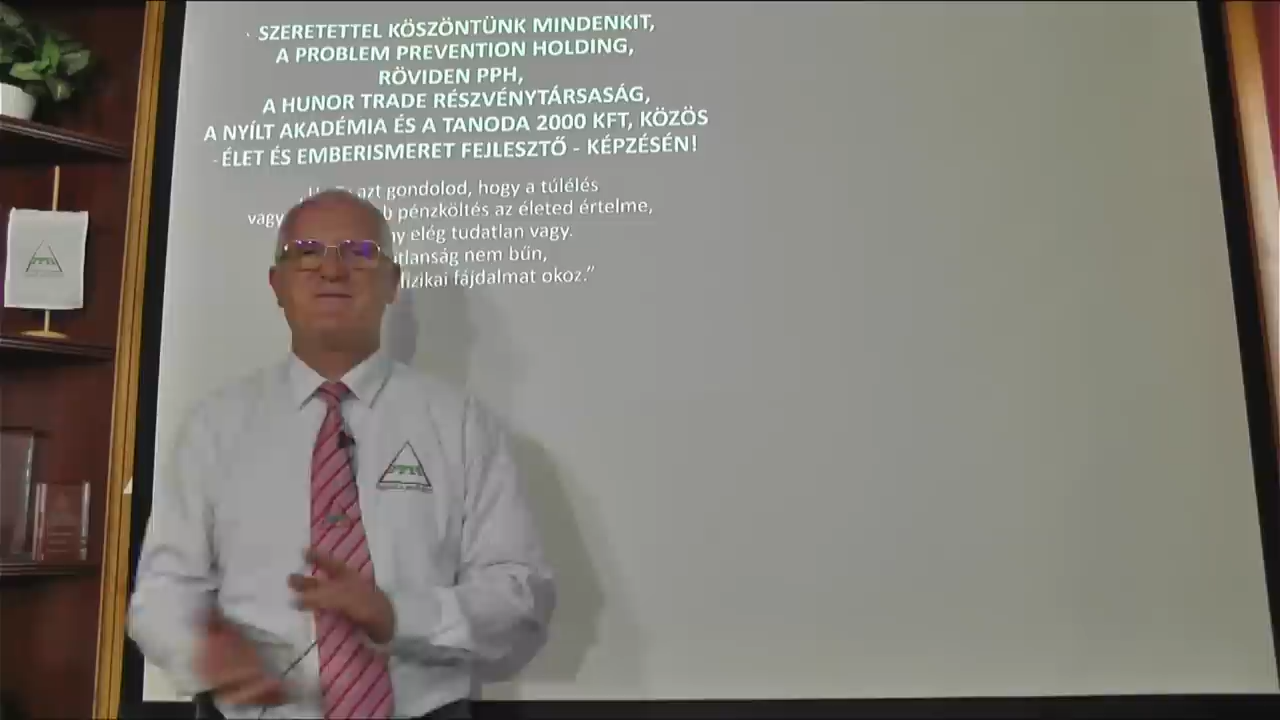 SZERETETTEL KÖSZÖNTÜNK MINDENKIT,
A PROBLEM PREVENTION HOLDING,
RÖVIDEN PPH,
A HUNOR TRADE RÉSZVÉNYTÁRSASÁG,
A NYÍLT AKADÉMIA ÉS A TANODA 2000 KFT, KÖZÖS
ÉLET ÉS EMBERISMERET FEJLESZTŐ - KÉPZÉSÉN!
azt gondolod, hogy a túlélés
vagy pénzköltés az életed értelme,
elég tudatlan vagy.
nem bűn,
fizikai fájdalmat okoz.”
PPH